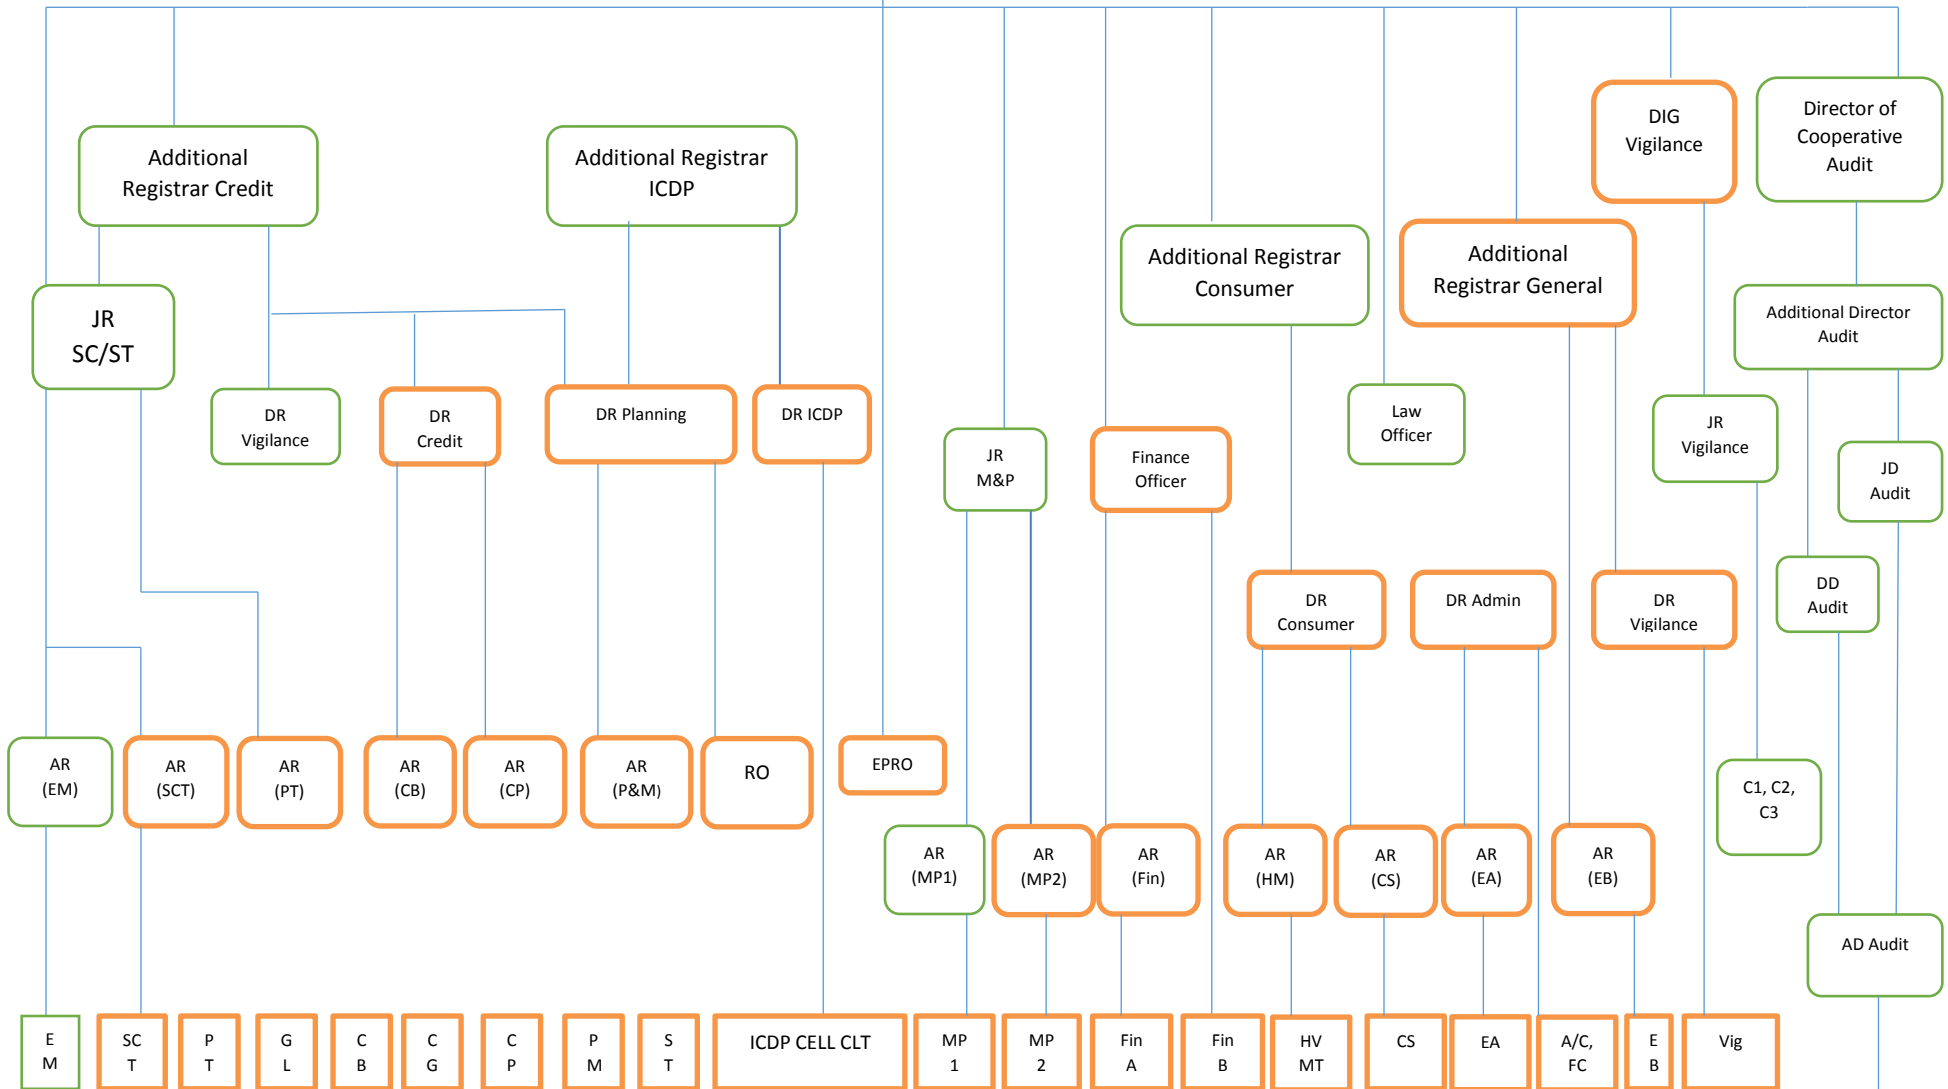 DIG
Vigilance
Director of
Cooperative
Audit
Additional
Registrar Credit
Additional Registrar
ICDP
Additional Registrar
Consumer
Additional
Registrar General
JR
SC/ST
Additional Director
Audit
DR
Vigilance
DR
Credit
DR Planning
DR ICDP
Law
Officer
JR
Vigilance
JR
M&P
Finance
Officer
JD
Audit
DR
Consumer
DR Admin
DR
Vigilance
DD
Audit
AR
(EM)
AR
(SCT)
AR
(PT)
AR
(CB)
AR
(CP)
AR
(P&M)
RO
EPRO
C1, C2,
C3
AR
(MP1)
AR
(MP2)
AR
(Fin)
AR
(HM)
AR
(CS)
AR
(EA)
AR
(EB)
AD Audit
E
M
SC
T
P
T
G
L
C
B
C
G
C
P
P
M
S
T
ICDP CELL CLT
MP
1
MP
2
Fin
A
Fin
B
HV
MT
CS
EA
A/C,
FC
E
B
Vig